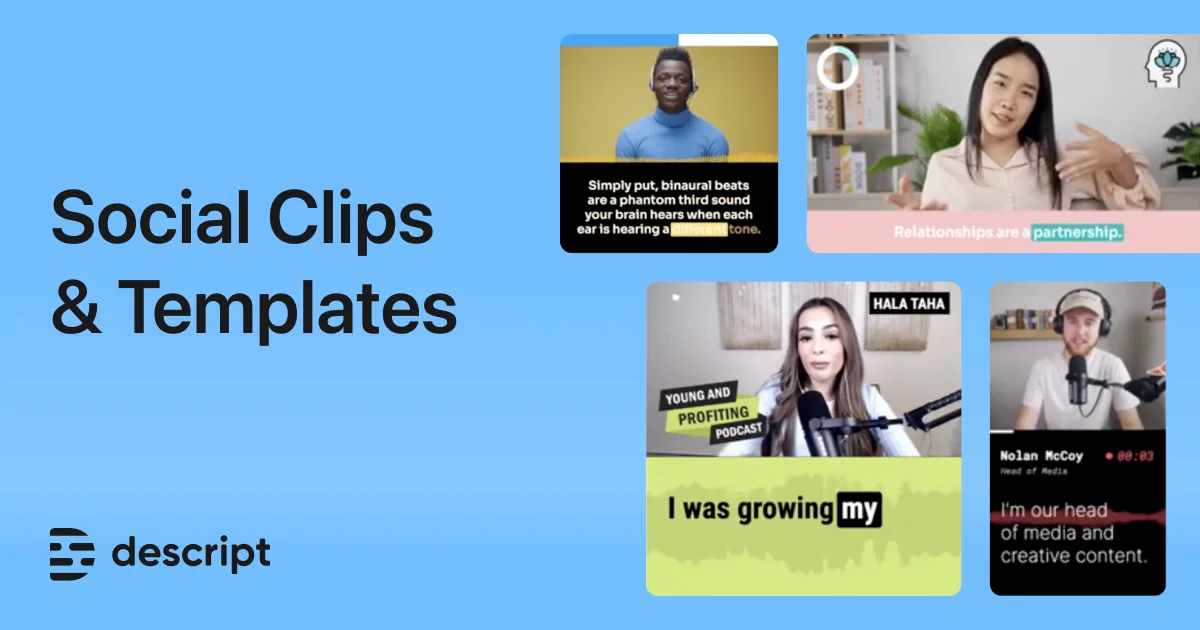 Social Clips
& Templates
descript
Simply put, binaural beats
are a phantom third sound
your brain hears when each
ear is hearing a different tone.
Relationships are a partnership.
HALA TAHA
YOUNG AND
PROFITING
PODCAST
I was growing my
Nolan McCoy 00:03
Head of Media
I'm our head
of media and
creative content.